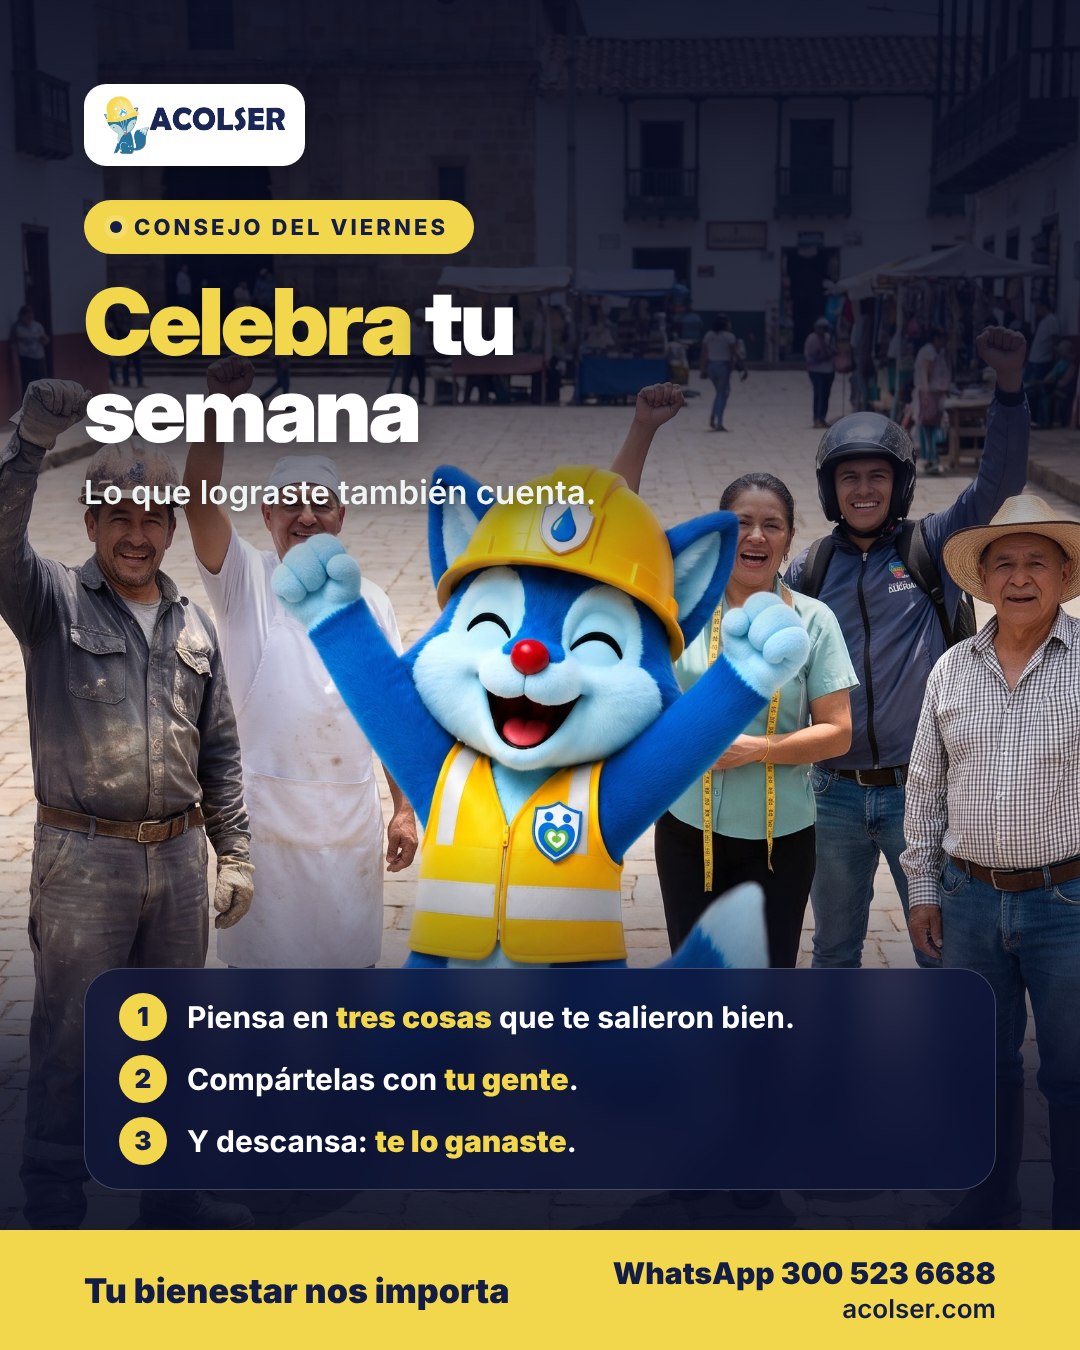 ACOLSER
CONSEJO DEL VIERNES
Celebra tu
semana
Lo que lograste también cuenta.
1 Piensa en tres cosas que te salieron bien.
2 Compártelas con tu gente.
3 Y descansa: te lo ganaste.
Tu bienestar nos importa
WhatsApp 300 523 6688
acolser.com